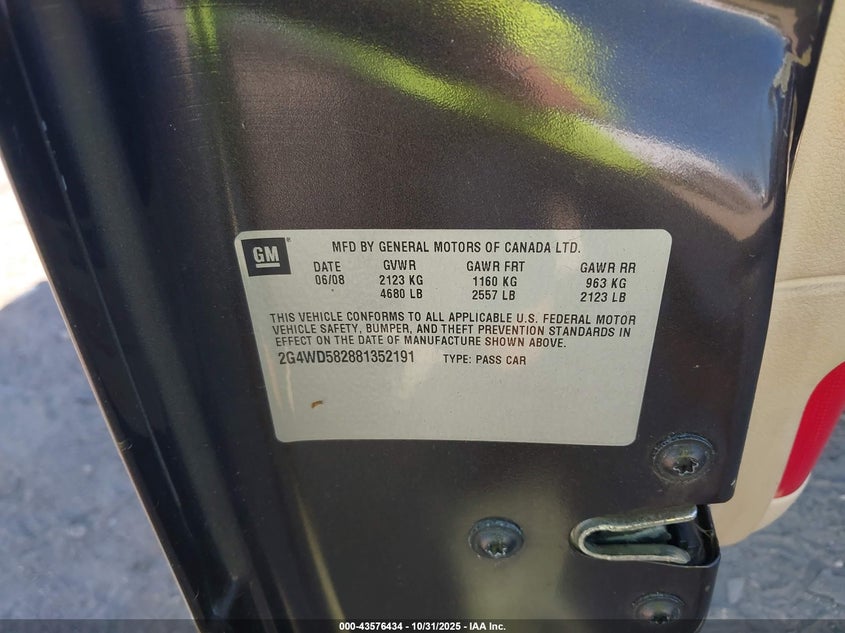 GM
MFD BY GENERAL MOTORS OF CANADA LTD.
DATE GVWR GAWR FRT GAWR RR
06/08 2123 KG 1160 KG 963 KG
4680 LB 2557 LB 2123 LB
THIS VEHICLE CONFORMS TO ALL APPLICABLE U.S. FEDERAL MOTOR
VEHICLE SAFETY, BUMPER, AND THEFT PREVENTION STANDARDS IN
EFFECT ON THE DATE OF MANUFACTURE SHOWN ABOVE.
2G4WD582881352191 TYPE: PASS CAR
000-43576434 - 10/31/2025 - IAA Inc.